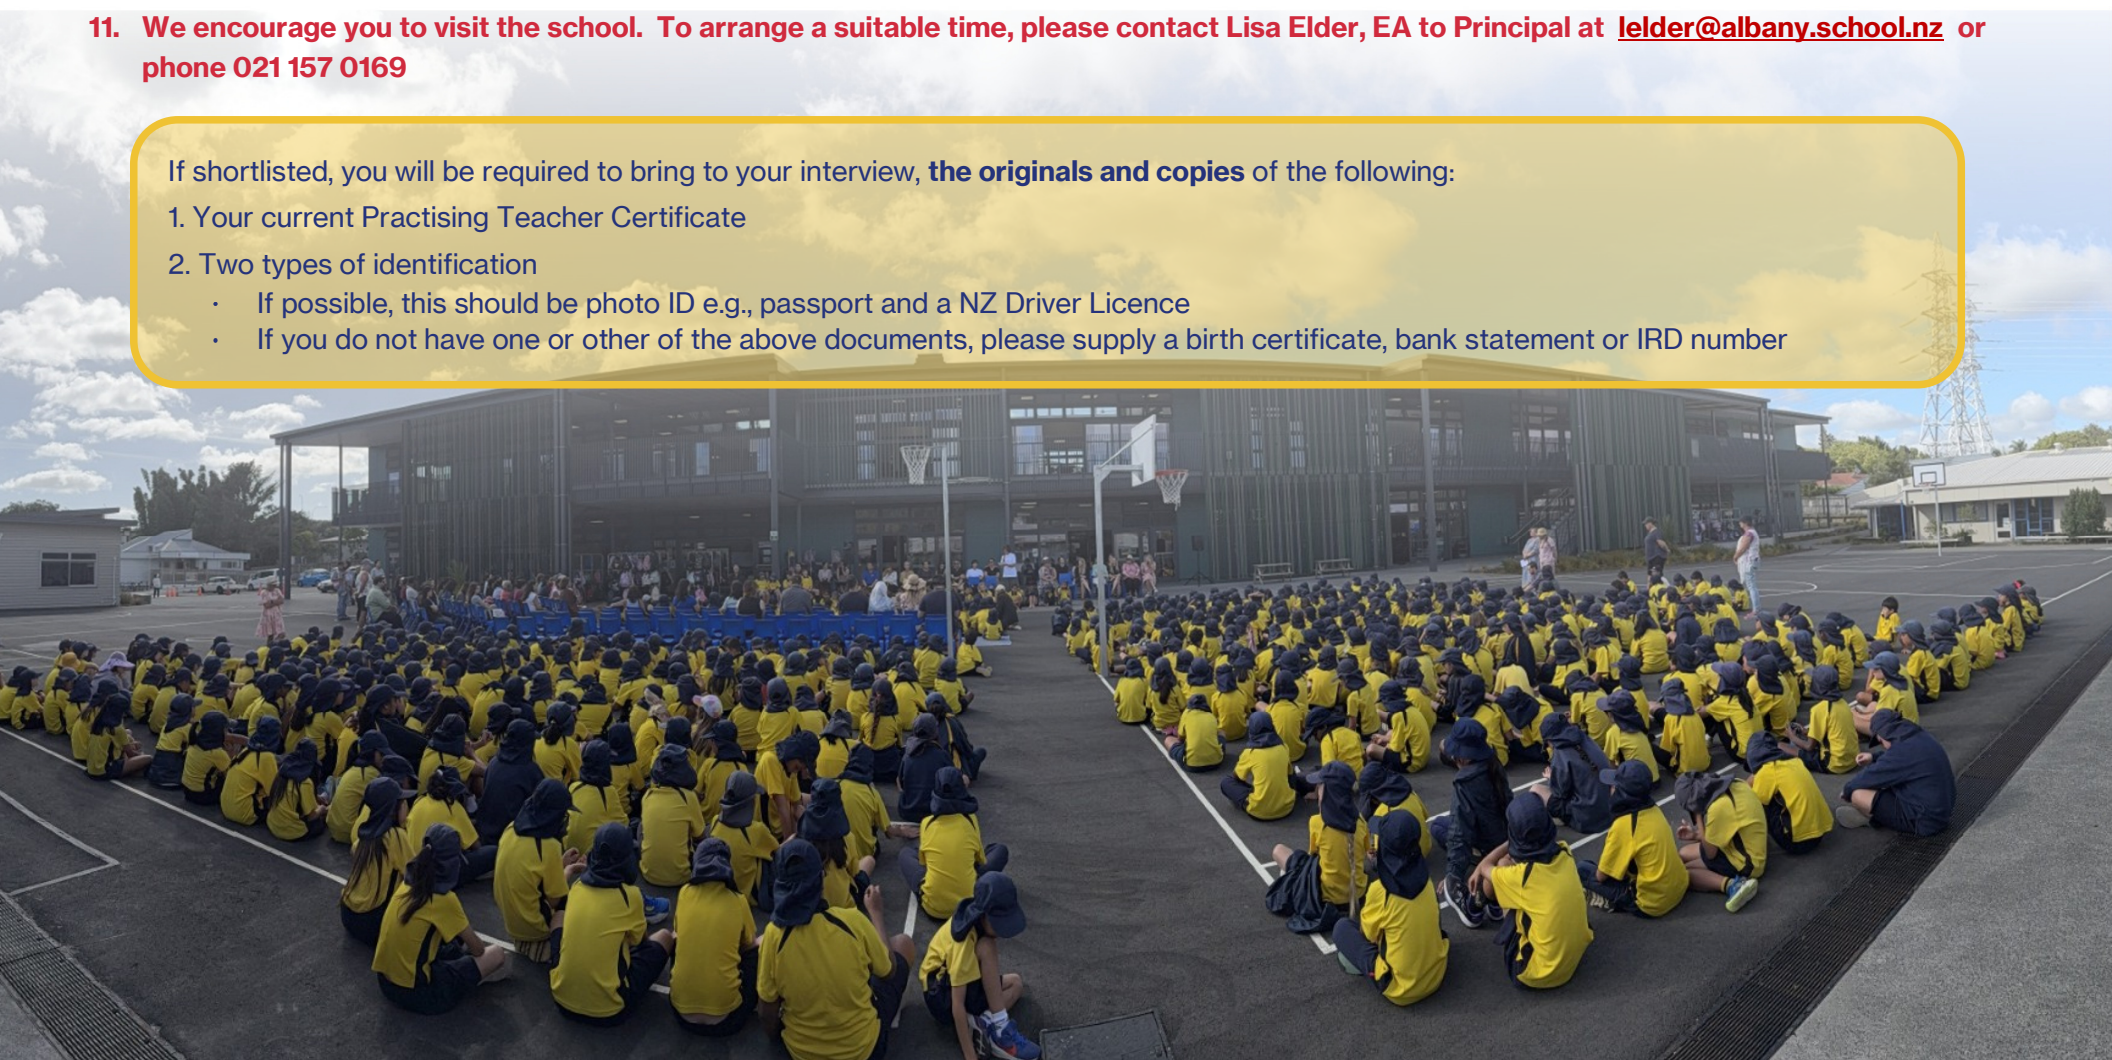 11. We encourage you to visit the school. To arrange a suitable time, please contact Lisa Elder, EA to Principal at lelder@albany.school.nz or
phone 021 157 0169
If shortlisted, you will be required to bring to your interview, the originals and copies of the following:
1. Your current Practising Teacher Certificate
2. Two types of identification
· If possible, this should be photo ID e.g., passport and a NZ Driver Licence
· If you do not have one or other of the above documents, please supply a birth certificate, bank statement or IRD number